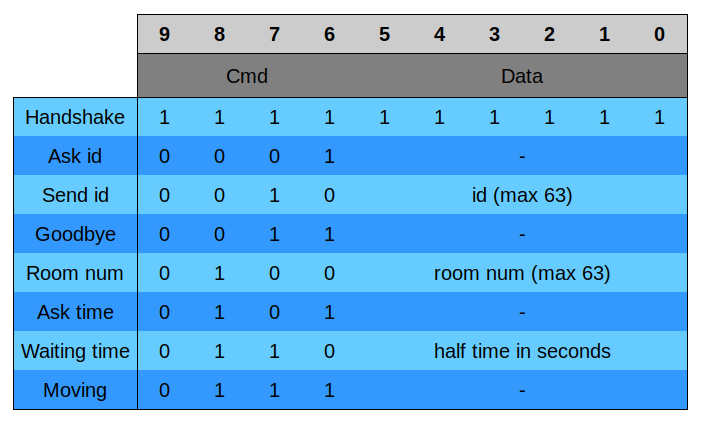 9 8 7 6 5 4 3 2 1 0
Cmd Data
Handshake 1 1 1 1 1 1 1 1 1 1
Ask id 0 0 0 1 -
Send id 0 0 1 0 id (max 63)
Goodbye 0 0 1 1 -
Room num 0 1 0 0 room num (max 63)
Ask time 0 1 0 1 -
Waiting time 0 1 1 0 half time in seconds
Moving 0 1 1 1 -